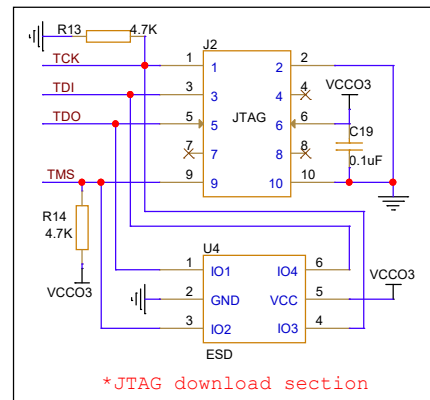 R13 4.7K
J2
TCK 1 1 2 2
VCCO3
TDI 3 3 4 4
TDO 5 5 6 6
JTAG
C19
7 7 8 8
0.1uF
TMS 9 9 10 10
R14
4.7K
U4
VCCO3
1 IO1 IO4 6
VCCO3
2 GND VCC 5
3 IO2 IO3 4
ESD
*JTAG download section